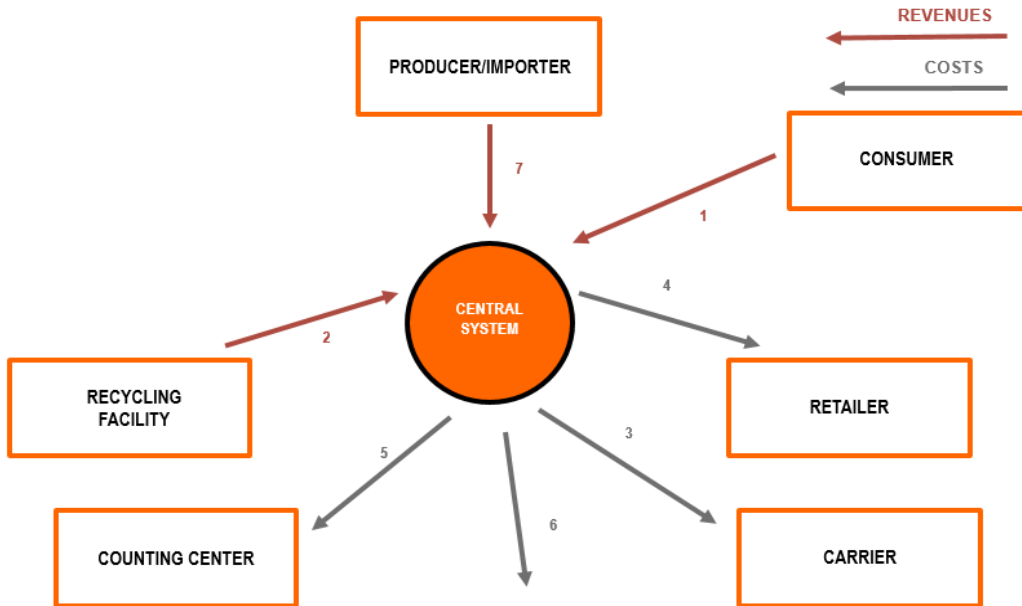 REVENUES
PRODUCER/IMPORTER
COSTS
CONSUMER
7
1
4
CENTRAL
SYSTEM
2
RECYCLING
FACILITY
RETAILER
3
5
6
COUNTING CENTER
CARRIER